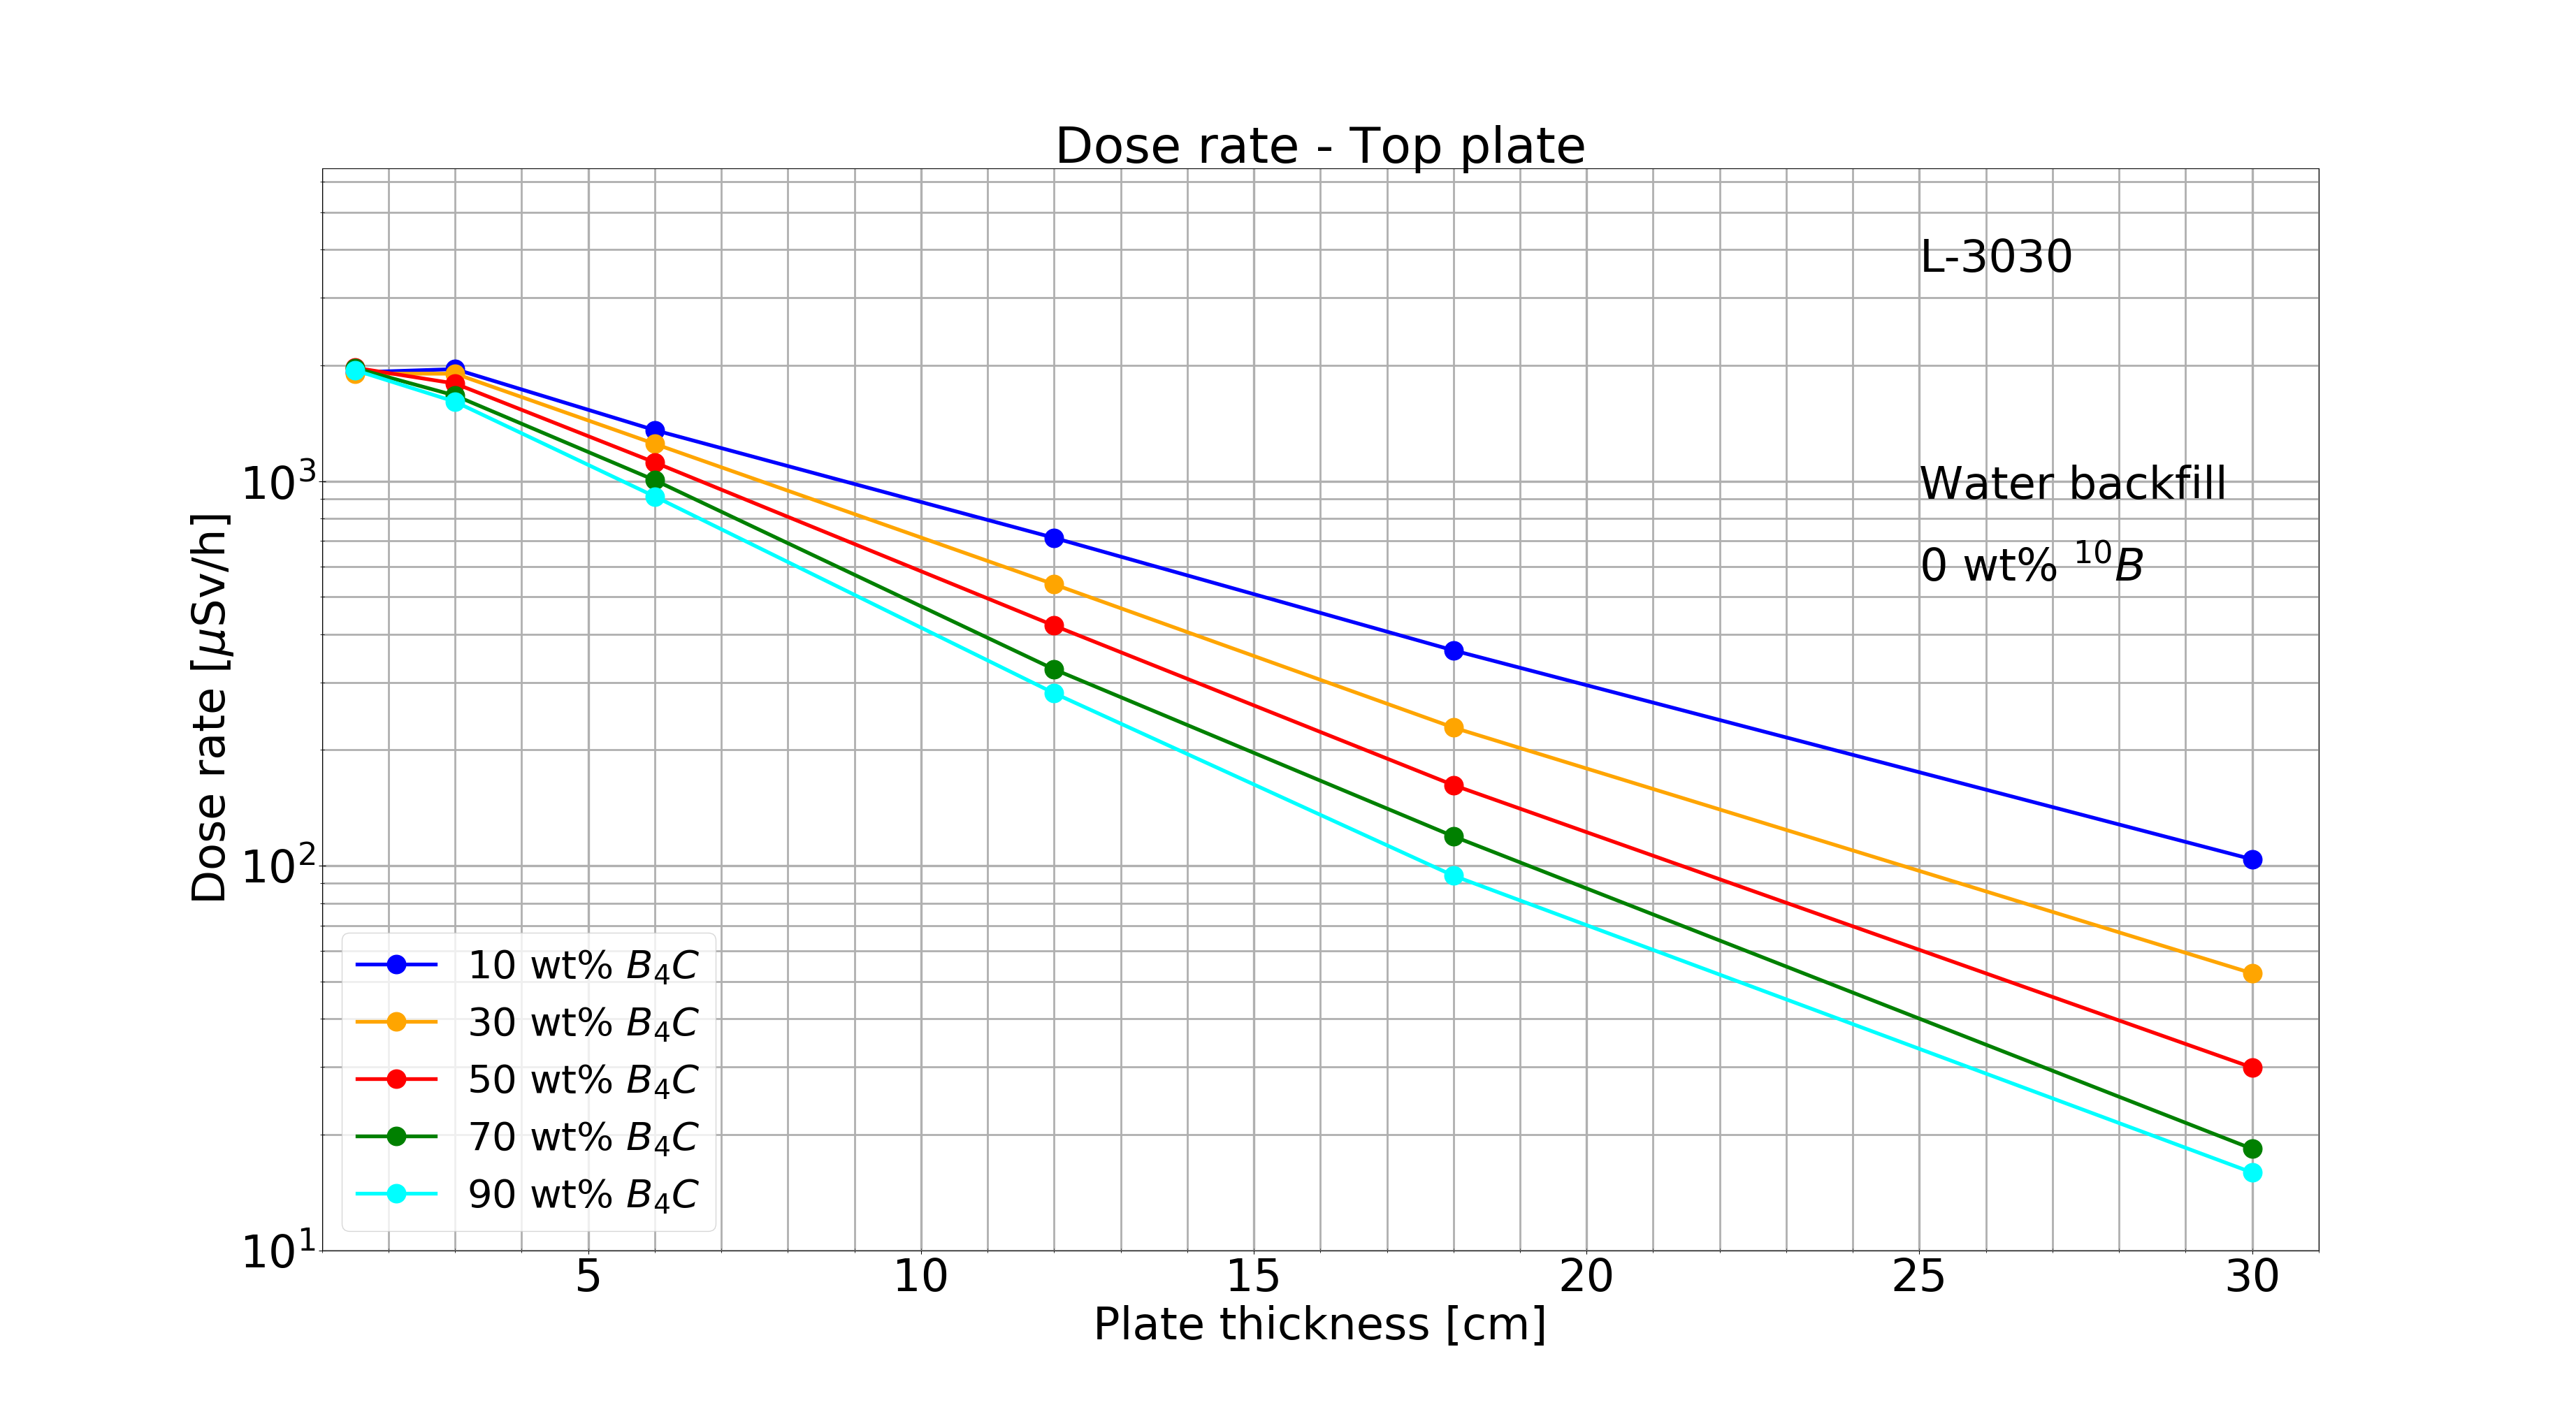 Dose rate - Top plate
L-3030
Water backfill
0 wt% ¹⁰B
Dose rate [μSv/h]
10³
10²
10¹
10 wt% B₄C
30 wt% B₄C
50 wt% B₄C
70 wt% B₄C
90 wt% B₄C
5 10 15 20 25 30
Plate thickness [cm]